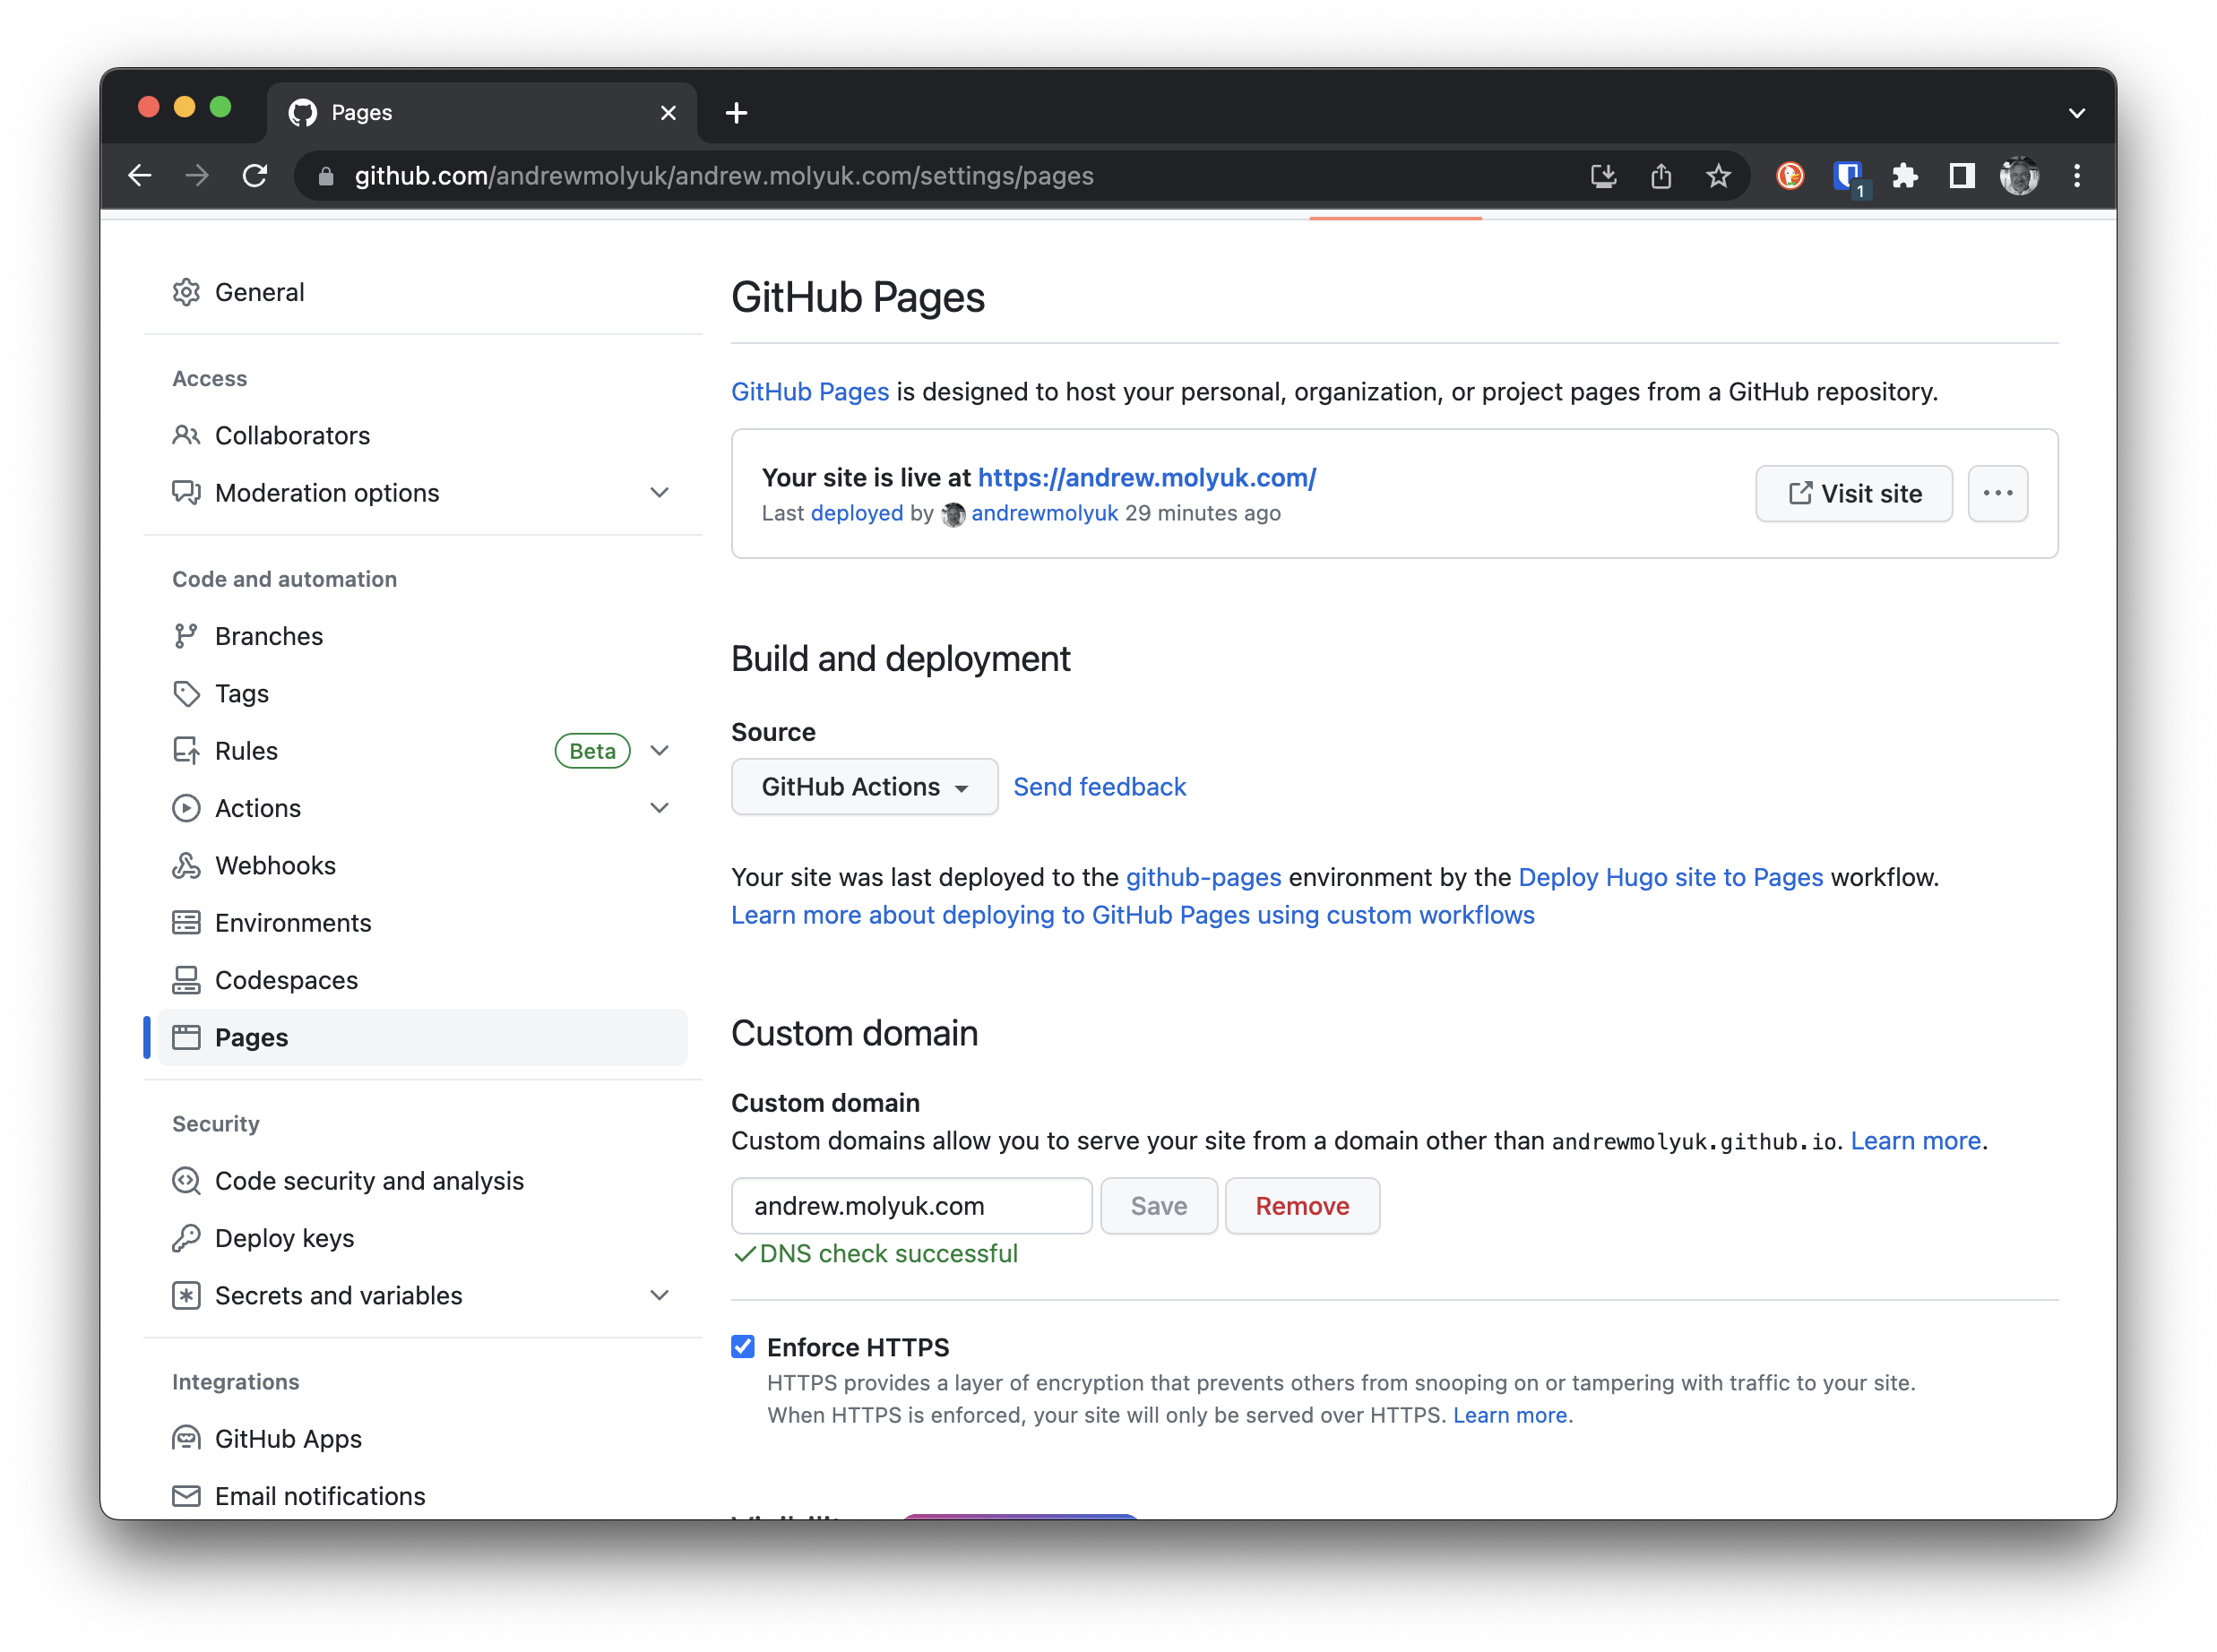 Pages
github.com/andrewmolyuk/andrew.molyuk.com/settings/pages
1
General
Access
Collaborators
Moderation options
Code and automation
Branches
Tags
Rules Beta
Actions
Webhooks
Environments
Codespaces
Pages
Security
Code security and analysis
Deploy keys
Secrets and variables
Integrations
GitHub Apps
Email notifications
GitHub Pages
GitHub Pages is designed to host your personal, organization, or project pages from a GitHub repository.
Your site is live at https://andrew.molyuk.com/
Last deployed by andrewmolyuk 29 minutes ago
Visit site
Build and deployment
Source
GitHub Actions
Send feedback
Your site was last deployed to the github-pages environment by the Deploy Hugo site to Pages workflow.
Learn more about deploying to GitHub Pages using custom workflows
Custom domain
Custom domain
Custom domains allow you to serve your site from a domain other than andrewmolyuk.github.io. Learn more.
andrew.molyuk.com
Save
Remove
DNS check successful
Enforce HTTPS
HTTPS provides a layer of encryption that prevents others from snooping on or tampering with traffic to your site.
When HTTPS is enforced, your site will only be served over HTTPS. Learn more.